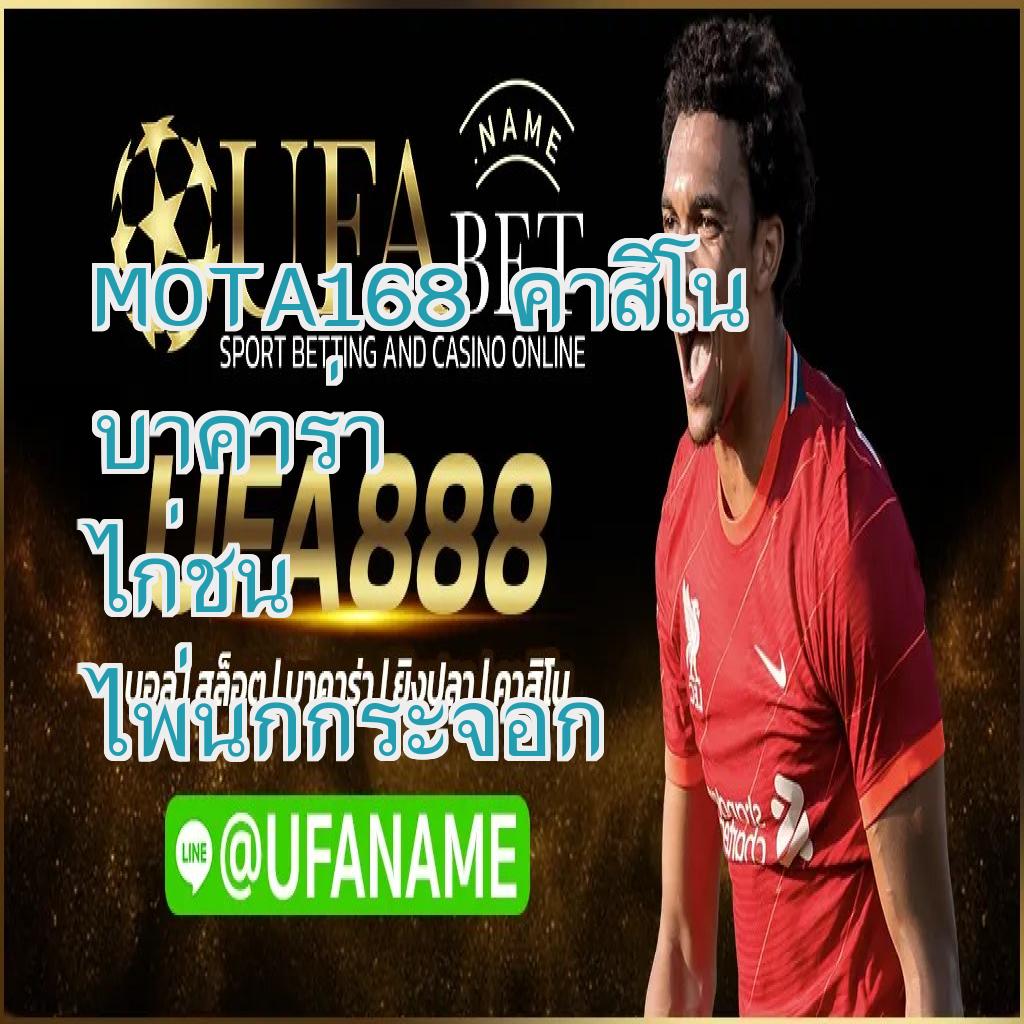 .NAME
UFABET
MOTA168 คาสิโน
SPORT BETTING AND CASINO ONLINE
บาคาร่า
UFA888
ไก่ชน
บอล | สล็อต | บาคาร่า | ยิงปลา | คาสิโน
ไพ่นกกระจอก
LINE @UFANAME